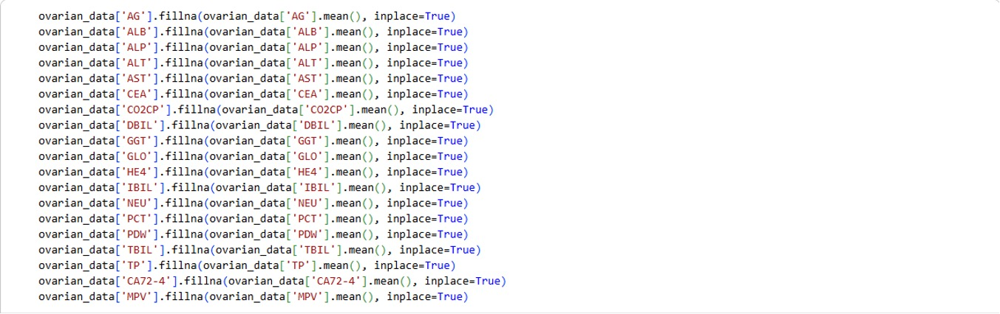 ovarian_data['AG'].fillna(ovarian_data['AG'].mean(), inplace=True)
ovarian_data['ALB'].fillna(ovarian_data['ALB'].mean(), inplace=True)
ovarian_data['ALP'].fillna(ovarian_data['ALP'].mean(), inplace=True)
ovarian_data['ALT'].fillna(ovarian_data['ALT'].mean(), inplace=True)
ovarian_data['AST'].fillna(ovarian_data['AST'].mean(), inplace=True)
ovarian_data['CEA'].fillna(ovarian_data['CEA'].mean(), inplace=True)
ovarian_data['CO2CP'].fillna(ovarian_data['CO2CP'].mean(), inplace=True)
ovarian_data['DBIL'].fillna(ovarian_data['DBIL'].mean(), inplace=True)
ovarian_data['GGT'].fillna(ovarian_data['GGT'].mean(), inplace=True)
ovarian_data['GLO'].fillna(ovarian_data['GLO'].mean(), inplace=True)
ovarian_data['HE4'].fillna(ovarian_data['HE4'].mean(), inplace=True)
ovarian_data['IBIL'].fillna(ovarian_data['IBIL'].mean(), inplace=True)
ovarian_data['NEU'].fillna(ovarian_data['NEU'].mean(), inplace=True)
ovarian_data['PCT'].fillna(ovarian_data['PCT'].mean(), inplace=True)
ovarian_data['PDW'].fillna(ovarian_data['PDW'].mean(), inplace=True)
ovarian_data['TBIL'].fillna(ovarian_data['TBIL'].mean(), inplace=True)
ovarian_data['TP'].fillna(ovarian_data['TP'].mean(), inplace=True)
ovarian_data['CA72-4'].fillna(ovarian_data['CA72-4'].mean(), inplace=True)
ovarian_data['MPV'].fillna(ovarian_data['MPV'].mean(), inplace=True)